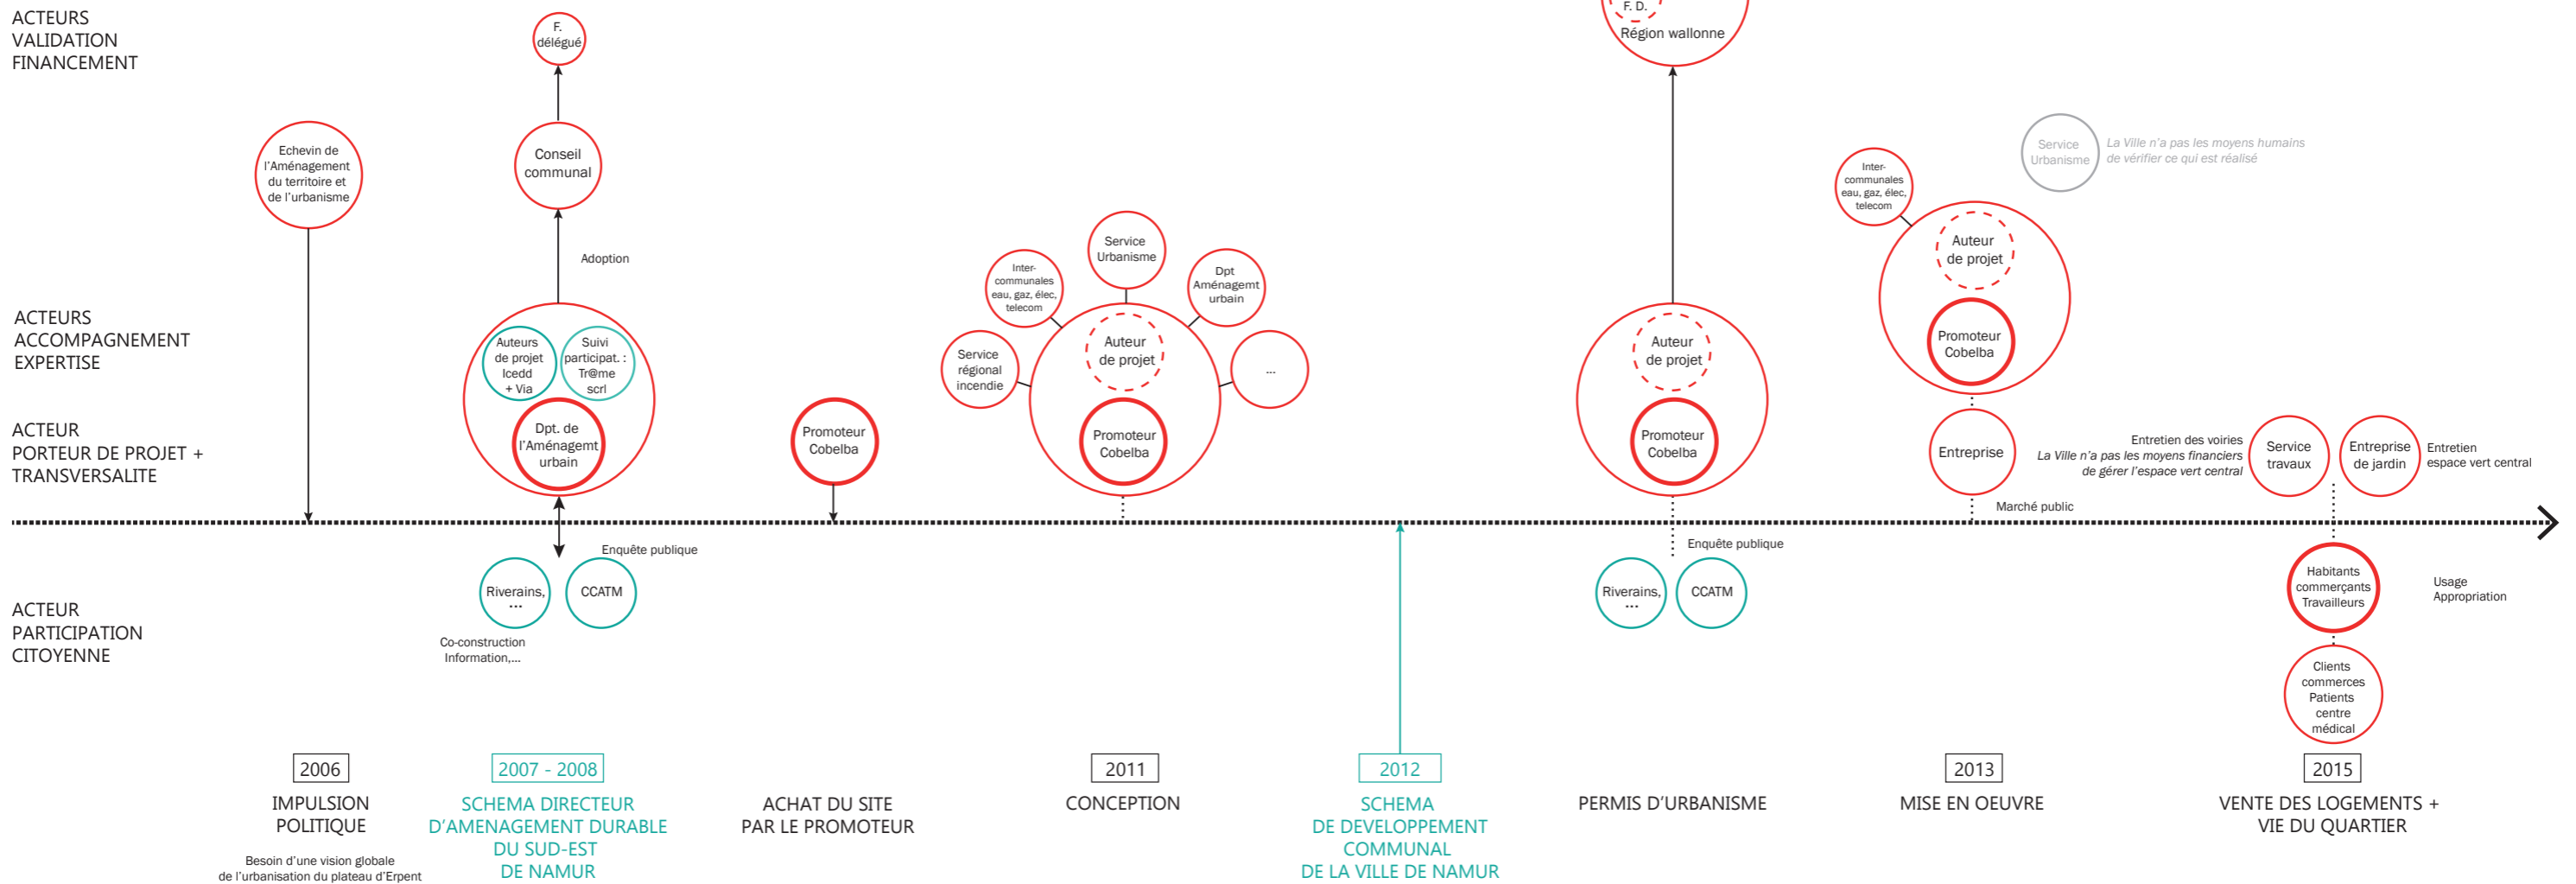 ACTEURS
VALIDATION
FINANCEMENT
F.
délégué
F. D.
Région wallonne
Echevin de
l'Aménagement
du territoire et
de l'urbanisme
Conseil
communal
Adoption
Service
Urbanisme
La Ville n'a pas les moyens humains
de vérifier ce qui est réalisé
Inter-
communales
eau, gaz, élec,
telecom
ACTEURS
ACCOMPAGNEMENT
EXPERTISE
Auteurs
de projet
Icedd
+ Via
Suivi
participat. :
Tr@me
scrl
Inter-
communales
eau, gaz, élec,
telecom
Service
Urbanisme
Dpt
Aménagemt
urbain
Service
régional
incendie
Auteur
de projet
...
Auteur
de projet
Auteur
de projet
Promoteur
Cobelba
ACTEUR
PORTEUR DE PROJET +
TRANSVERSALITE
Dpt. de
l'Aménagemt
urbain
Promoteur
Cobelba
Promoteur
Cobelba
Promoteur
Cobelba
Entreprise
Marché public
Entretien des voiries
La Ville n'a pas les moyens financiers
de gérer l'espace vert central
Service
travaux
Entreprise
de jardin
Entretien
espace vert central
ACTEUR
PARTICIPATION
CITOYENNE
Enquête publique
Riverains,
...
CCATM
Co-construction
Information,...
Enquête publique
Riverains,
...
CCATM
Habitants
commerçants
Travailleurs
Usage
Appropriation
Clients
commerces
Patients
centre
médical
2006
IMPULSION
POLITIQUE
Besoin d'une vision globale
de l'urbanisation du plateau d'Erpent
2007 - 2008
SCHEMA DIRECTEUR
D'AMENAGEMENT DURABLE
DU SUD-EST
DE NAMUR
ACHAT DU SITE
PAR LE PROMOTEUR
2011
CONCEPTION
2012
SCHEMA
DE DEVELOPPEMENT
COMMUNAL
DE LA VILLE DE NAMUR
PERMIS D'URBANISME
2013
MISE EN OEUVRE
2015
VENTE DES LOGEMENTS +
VIE DU QUARTIER